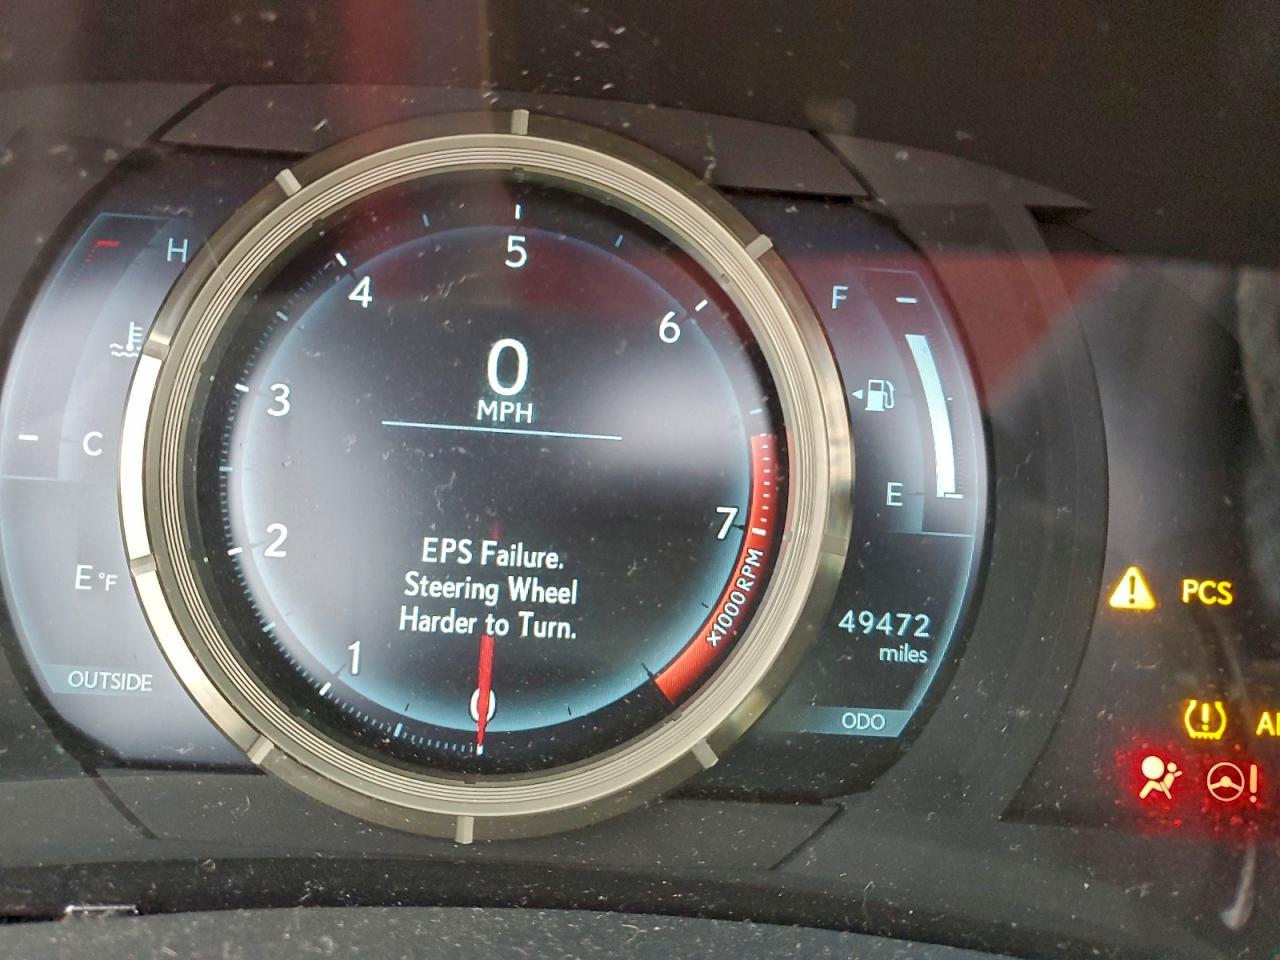 H
C
E °F
OUTSIDE
5
4
6
3
2
7
1
0
x1000RPM
0
MPH
EPS Failure.
Steering Wheel
Harder to Turn.
F
E
49472
miles
ODO
PCS